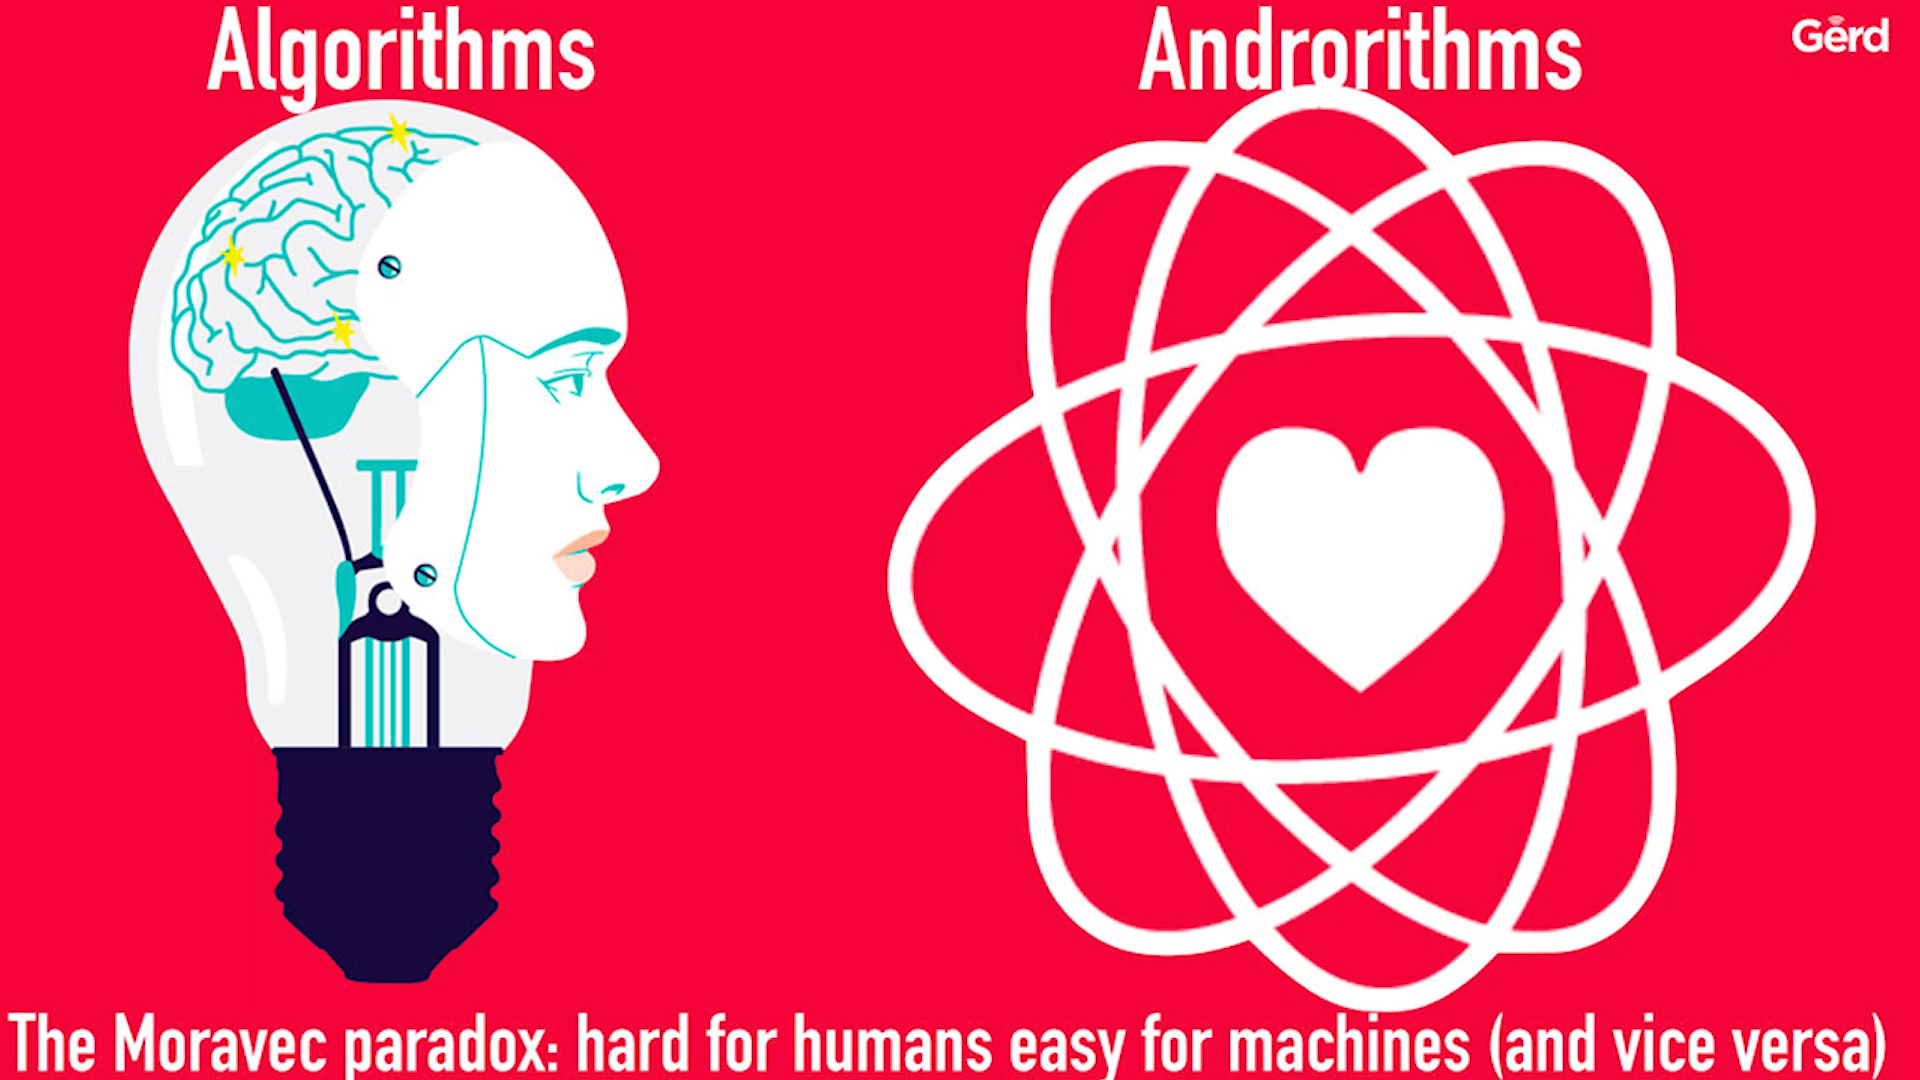 Algorithms
Androrithms
Gerd
The Moravec paradox: hard for humans easy for machines (and vice versa)